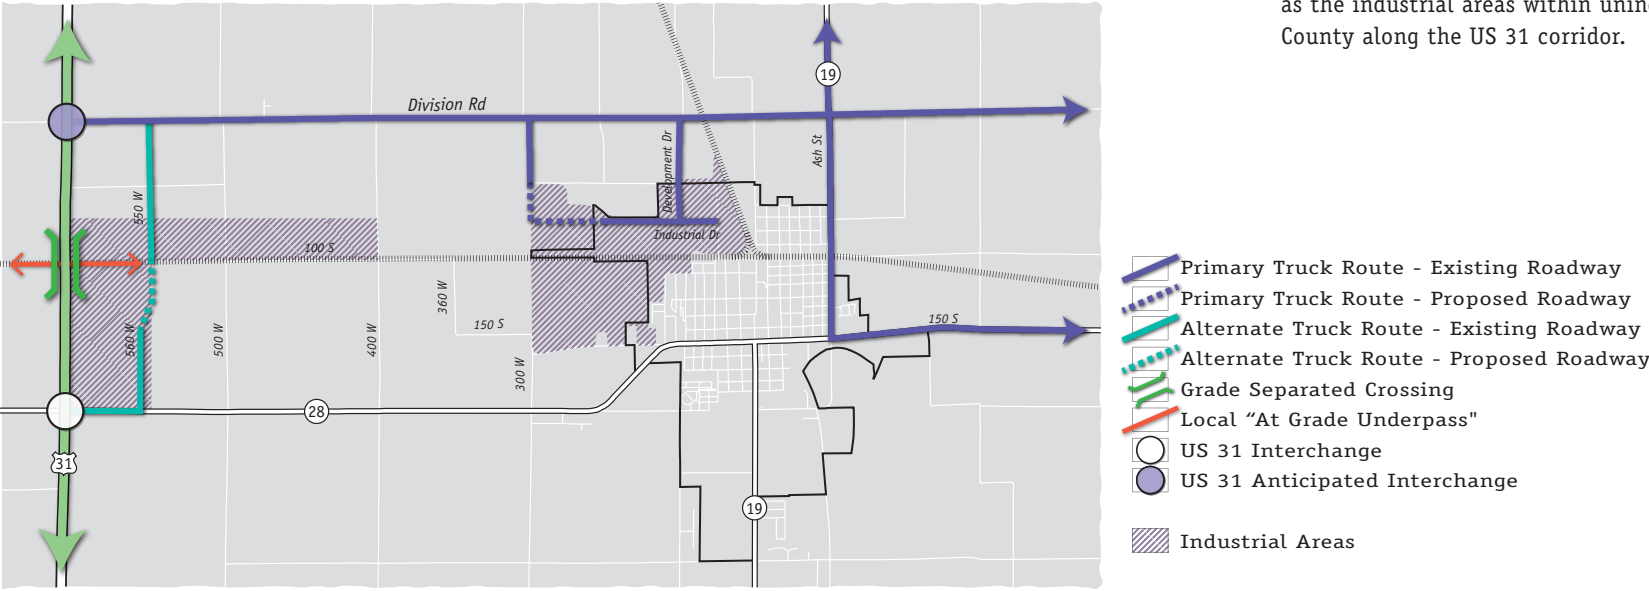 as the industrial areas within unin
County along the US 31 corridor.
19
Division Rd
Development Dr
Ash St
550 W
Industrial Dr
100 S
360 W
150 S
150 S
560 W
500 W
400 W
300 W
28
31
19
Primary Truck Route - Existing Roadway
Primary Truck Route - Proposed Roadway
Alternate Truck Route - Existing Roadway
Alternate Truck Route - Proposed Roadway
Grade Separated Crossing
Local “At Grade Underpass"
US 31 Interchange
US 31 Anticipated Interchange
Industrial Areas